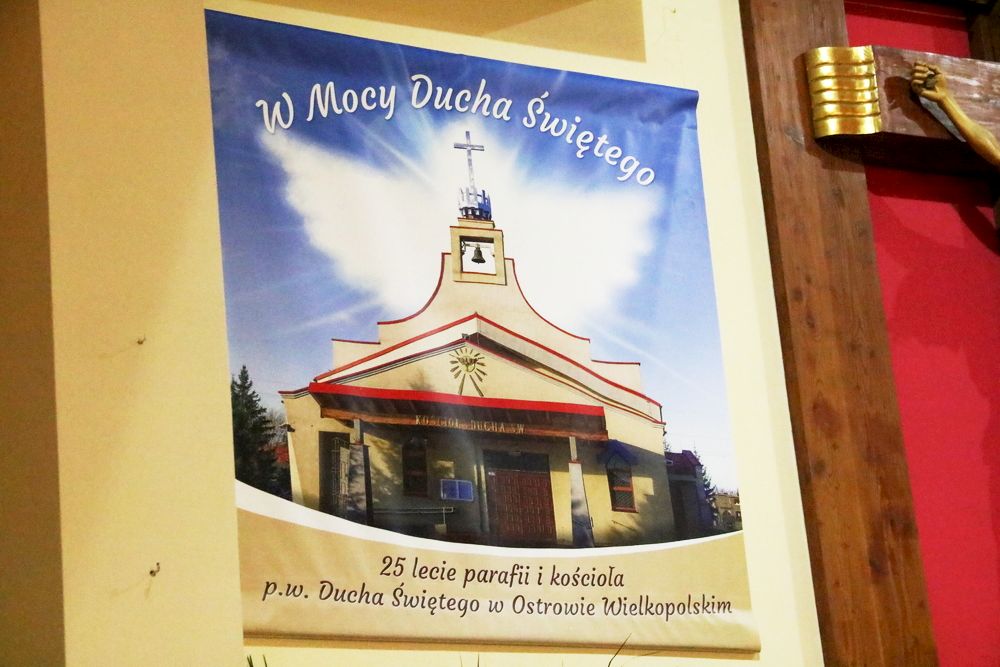 W Mocy Ducha Świętego
KOŚCIÓŁ DUCHA ŚW
25 lecie parafii i kościoła
p.w. Ducha Świętego w Ostrowie Wielkopolskim